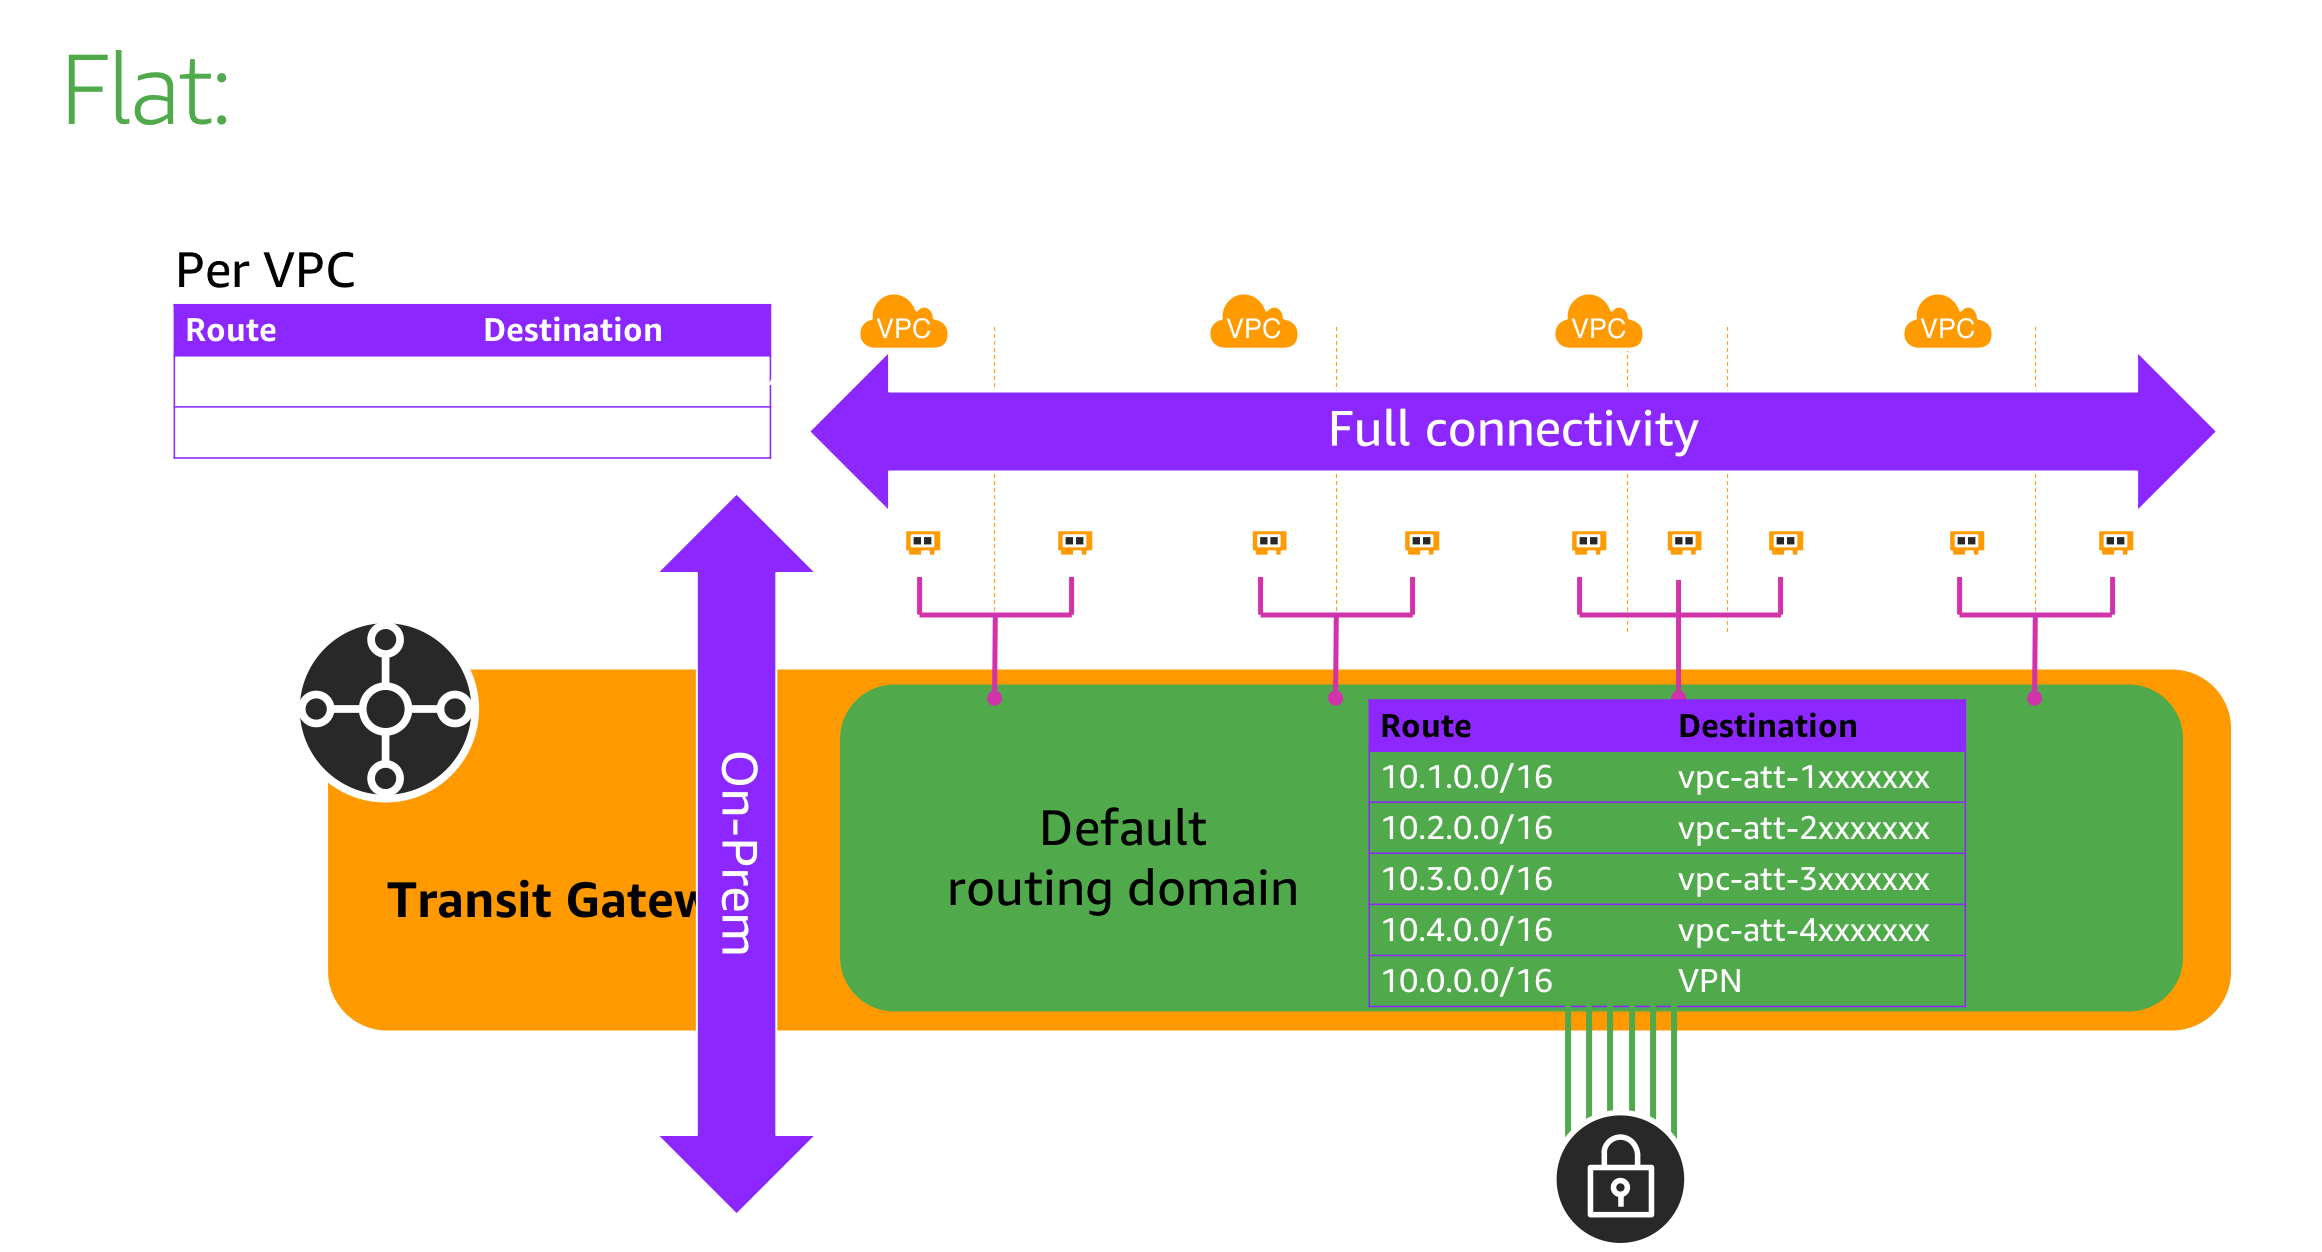 Flat:
Per VPC
Route Destination
VPC VPC VPC VPC
Full connectivity
On-Prem
Transit Gatew
Default
routing domain
Route Destination
10.1.0.0/16 vpc-att-1xxxxxxx
10.2.0.0/16 vpc-att-2xxxxxxx
10.3.0.0/16 vpc-att-3xxxxxxx
10.4.0.0/16 vpc-att-4xxxxxxx
10.0.0.0/16 VPN